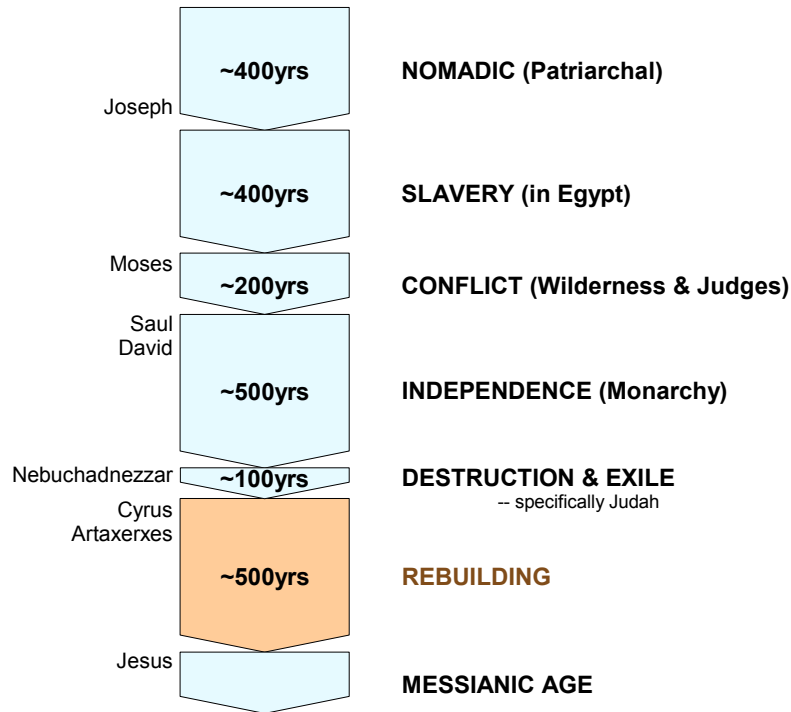 ~400yrs NOMADIC (Patriarchal)
Joseph
~400yrs SLAVERY (in Egypt)
Moses
~200yrs CONFLICT (Wilderness & Judges)
Saul
David
~500yrs INDEPENDENCE (Monarchy)
Nebuchadnezzar ~100yrs DESTRUCTION & EXILE
-- specifically Judah
Cyrus
Artaxerxes
~500yrs REBUILDING
Jesus
MESSIANIC AGE